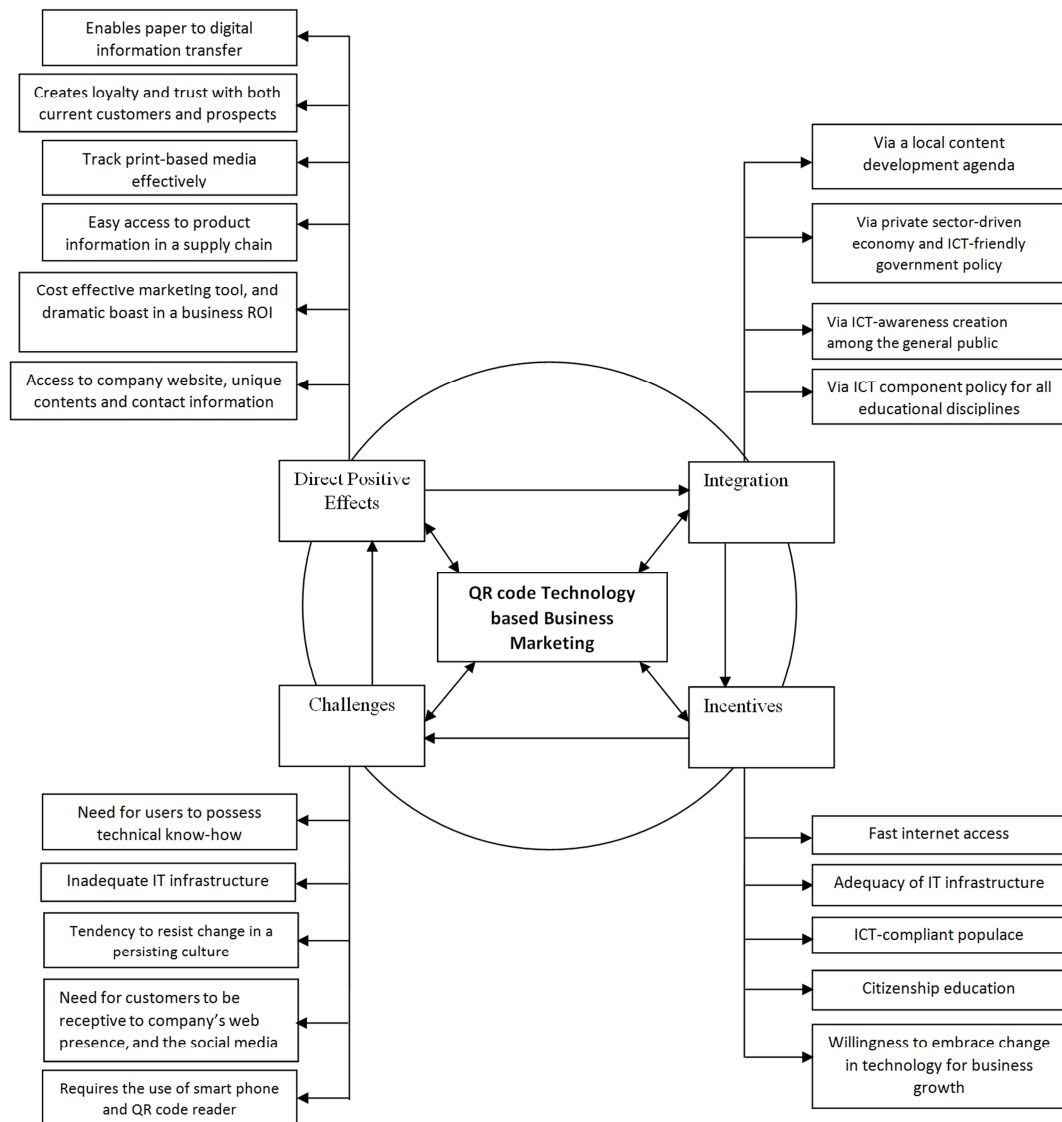 Enables paper to digital
information transfer
Creates loyalty and trust with both
current customers and prospects
Track print-based media
effectively
Easy access to product
information in a supply chain
Cost effective marketing tool, and
dramatic boast in a business ROI
Access to company website, unique
contents and contact information
Via a local content
development agenda
Via private sector-driven
economy and ICT-friendly
government policy
Via ICT-awareness creation
among the general public
Via ICT component policy for all
educational disciplines
Direct Positive
Effects
Integration
QR code Technology
based Business
Marketing
Challenges
Incentives
Need for users to possess
technical know-how
Inadequate IT infrastructure
Tendency to resist change in a
persisting culture
Need for customers to be
receptive to company’s web
presence, and the social media
Requires the use of smart phone
and QR code reader
Fast internet access
Adequacy of IT infrastructure
ICT-compliant populace
Citizenship education
Willingness to embrace change
in technology for business
growth